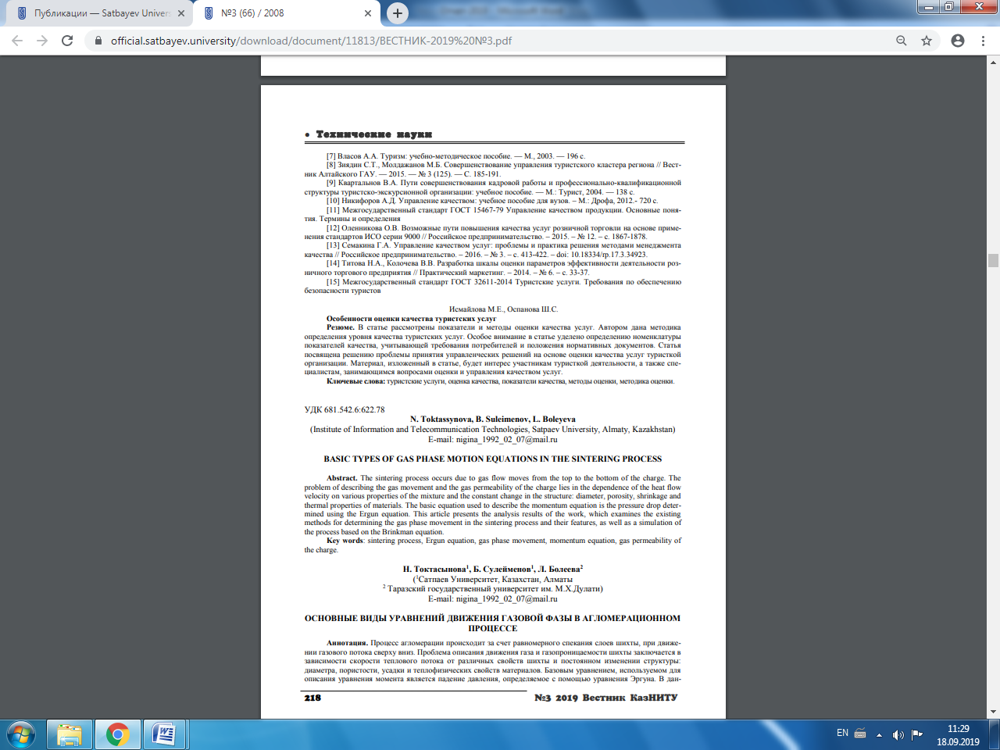 Публикации — Satbayev Univers
№3 (66) / 2008
official.satbayev.university/download/document/11813/ВЕСТНИК-2019%20№3.pdf
● Технические науки
[7] Власов А.А. Туризм: учебно-методическое пособие. — М., 2003. — 196 с.
[8] Зиядин С.Т., Молдажанов М.Б. Совершенствование управления туристского кластера региона // Вест-
ник Алтайского ГАУ. — 2015. — № 3 (125). — С. 185-191.
[9] Квартальнов В.А. Пути совершенствования кадровой работы и профессионально-квалификационной
структуры туристско-экскурсионной организации: учебное пособие. — М.: Турист, 2004. — 138 с.
[10] Никифоров А.Д. Управление качеством: учебное пособие для вузов. – М.: Дрофа, 2012.- 720 с.
[11] Межгосударственный стандарт ГОСТ 15467-79 Управление качеством продукции. Основные поня-
тия. Термины и определения
[12] Оленникова О.В. Возможные пути повышения качества услуг розничной торговли на основе приме-
нения стандартов ИСО серии 9000 // Российское предпринимательство. – 2015. – № 12. – с. 1867-1878.
[13] Семакина Г.А. Управление качеством услуг: проблемы и практика решения методами менеджмента
качества // Российское предпринимательство. – 2016. – № 3. – с. 413-422. – doi: 10.18334/rp.17.3.34923.
[14] Титова Н.А., Колочева В.В. Разработка шкалы оценки параметров эффективности деятельности роз-
ничного торгового предприятия // Практический маркетинг. – 2014. – № 6. – с. 33-37.
[15] Межгосударственный стандарт ГОСТ 32611-2014 Туристские услуги. Требования по обеспечению
безопасности туристов
Исмайлова М.Е., Оспанова Ш.С.
Особенности оценки качества туристских услуг
Резюме. В статье рассмотрены показатели и методы оценки качества услуг. Автором дана методика
определения уровня качества туристских услуг. Особое внимание в статье уделено определению номенклатуры
показателей качества, учитывающей требования потребителей и положения нормативных документов. Статья
посвящена решению проблемы принятия управленческих решений на основе оценки качества услуг туристкой
организации. Материал, изложенный в статье, будет интерес участникам туристкой деятельности, а также спе-
циалистам, занимающимся вопросами оценки и управления качеством услуг.
Ключевые слова: туристские услуги, оценка качества, показатели качества, методы оценки, методика оценки.
УДК 681.542.6:622.78
N. Toktassynova, B. Suleimenov, L. Boleyeva
(Institute of Information and Telecommunication Technologies, Satpaev University, Almaty, Kazakhstan)
E-mail: nigina_1992_02_07@mail.ru
BASIC TYPES OF GAS PHASE MOTION EQUATIONS IN THE SINTERING PROCESS
Abstract. The sintering process occurs due to gas flow moves from the top to the bottom of the charge. The
problem of describing the gas movement and the gas permeability of the charge lies in the dependence of the heat flow
velocity on various properties of the mixture and the constant change in the structure: diameter, porosity, shrinkage and
thermal properties of materials. The basic equation used to describe the momentum equation is the pressure drop deter-
mined using the Ergun equation. This article presents the analysis results of the work, which examines the existing
methods for determining the gas phase movement in the sintering process and their features, as well as a simulation of
the process based on the Brinkman equation.
Key words: sintering process, Ergun equation, gas phase movement, momentum equation, gas permeability of
the charge.
Н. Токтасынова¹, Б. Сулейменов¹, Л. Болеева²
(¹Сатпаев Университет, Казахстан, Алматы
² Таразский государственный университет им. М.Х.Дулати)
E-mail: nigina_1992_02_07@mail.ru
ОСНОВНЫЕ ВИДЫ УРАВНЕНИЙ ДВИЖЕНИЯ ГАЗОВОЙ ФАЗЫ В АГЛОМЕРАЦИОННОМ
ПРОЦЕССЕ
Аннотация. Процесс агломерации происходит за счет равномерного спекания слоев шихты, при движе-
нии газового потока сверху вниз. Проблема описания движения газа и газопроницаемости шихты заключается в
зависимости скорости теплового потока от различных свойств шихты и постоянном изменении структуры:
диаметра, пористости, усадки и теплофизических свойств материалов. Базовым уравнением, используемом для
описания уравнения момента является падение давления, определяемое с помощью уравнения Эргуна. В дан-
218
№3 2019 Вестник КазНИТУ
EN
11:29
18.09.2019